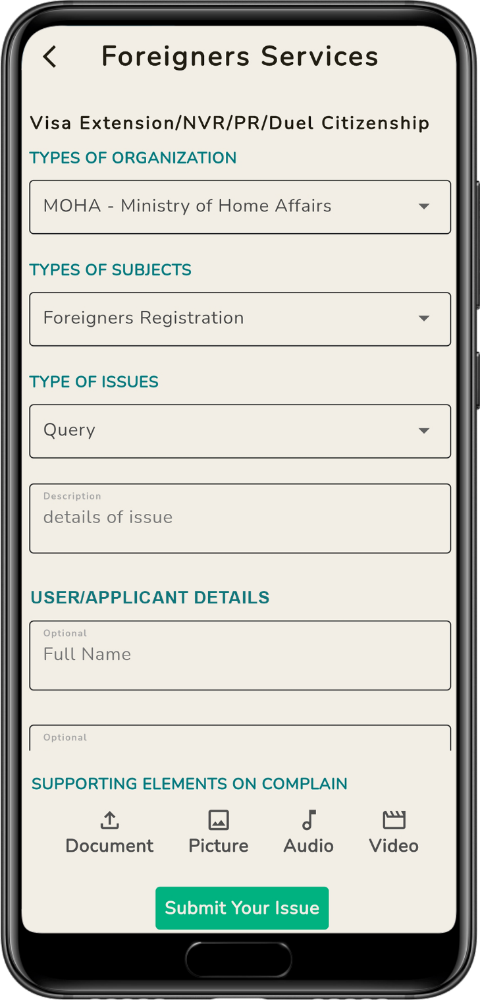 Foreigners Services
Visa Extension/NVR/PR/Duel Citizenship
TYPES OF ORGANIZATION
MOHA - Ministry of Home Affairs
TYPES OF SUBJECTS
Foreigners Registration
TYPE OF ISSUES
Query
Description
details of issue
USER/APPLICANT DETAILS
Optional
Full Name
Optional
SUPPORTING ELEMENTS ON COMPLAIN
Document Picture Audio Video
Submit Your Issue